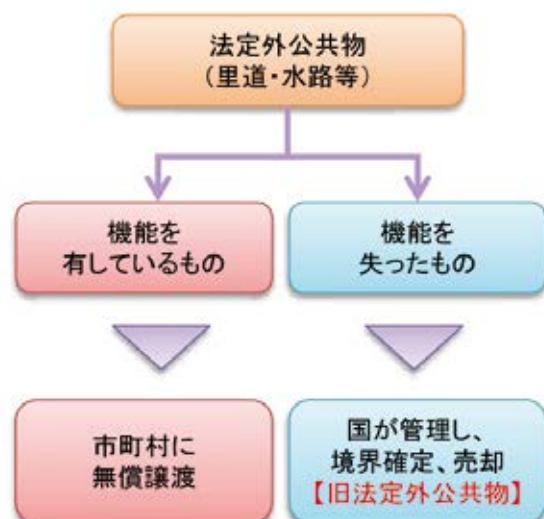 法定外公共物
（里道・水路等）
機能を
有しているもの
機能を
失ったもの
市町村に
無償譲渡
国が管理し、
境界確定、売却
【旧法定外公共物】